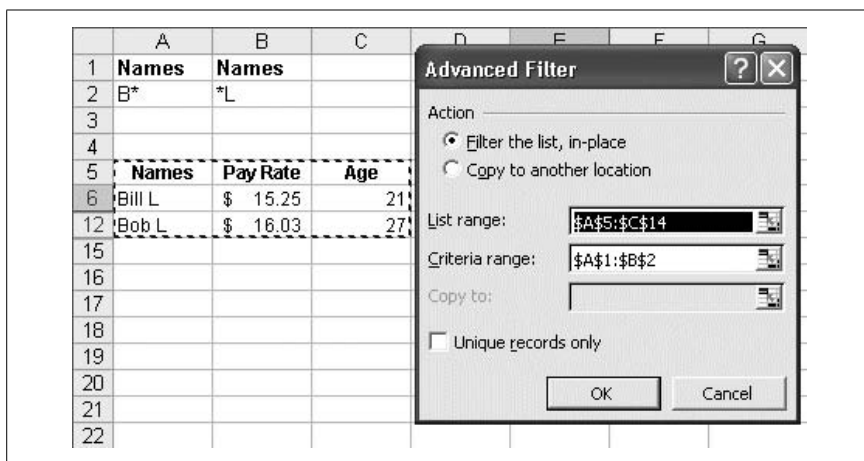 A B C D E F G
1 Names Names
2 B* *L
3
4
5 Names Pay Rate Age
6 Bill L $ 15.25 21
12 Bob L $ 16.03 27
15
16
17
18
19
20
21
22
Advanced Filter
Action
Filter the list, in-place
Copy to another location
List range: $A$5:$C$14
Criteria range: $A$1:$B$2
Copy to:
Unique records only
OK Cancel